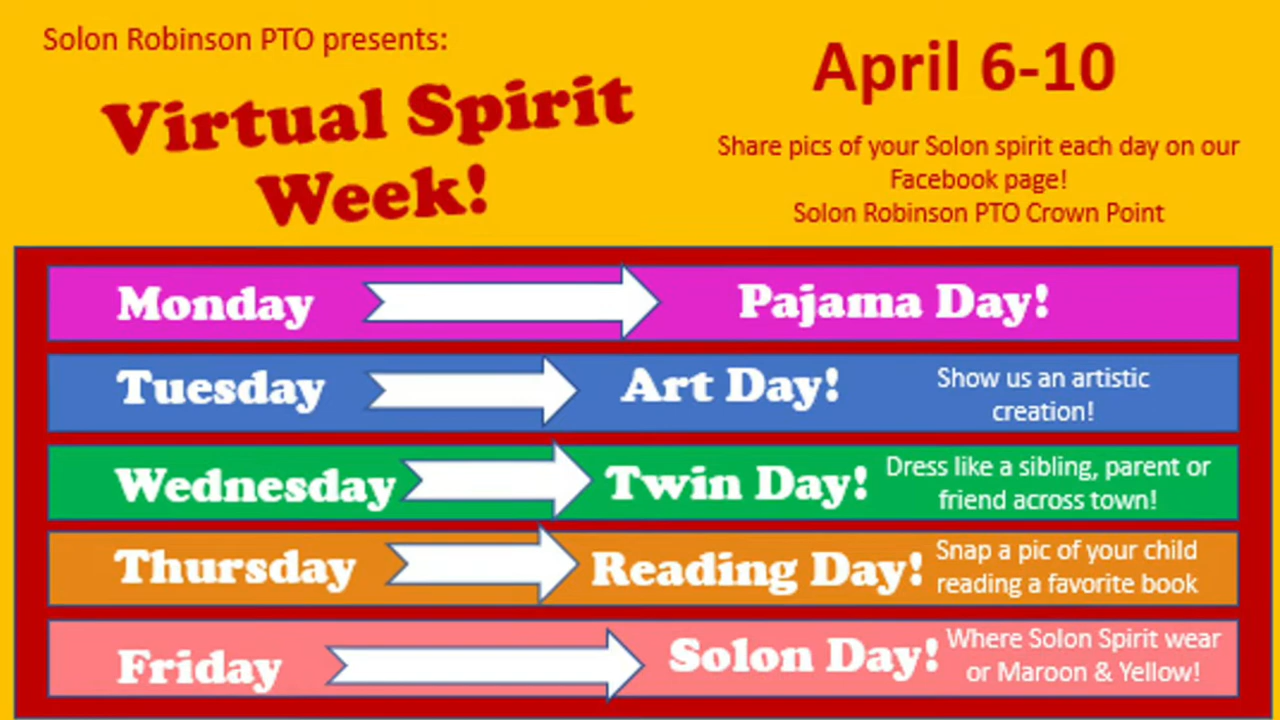 Solon Robinson PTO presents:
Virtual Spirit
Week!
April 6-10
Share pics of your Solon spirit each day on our
Facebook page!
Solon Robinson PTO Crown Point
Monday
Pajama Day!
Tuesday
Art Day!
Show us an artistic
creation!
Wednesday
Twin Day!
Dress like a sibling, parent or
friend across town!
Thursday
Reading Day!
Snap a pic of your child
reading a favorite book
Friday
Solon Day!
Where Solon Spirit wear
or Maroon & Yellow!